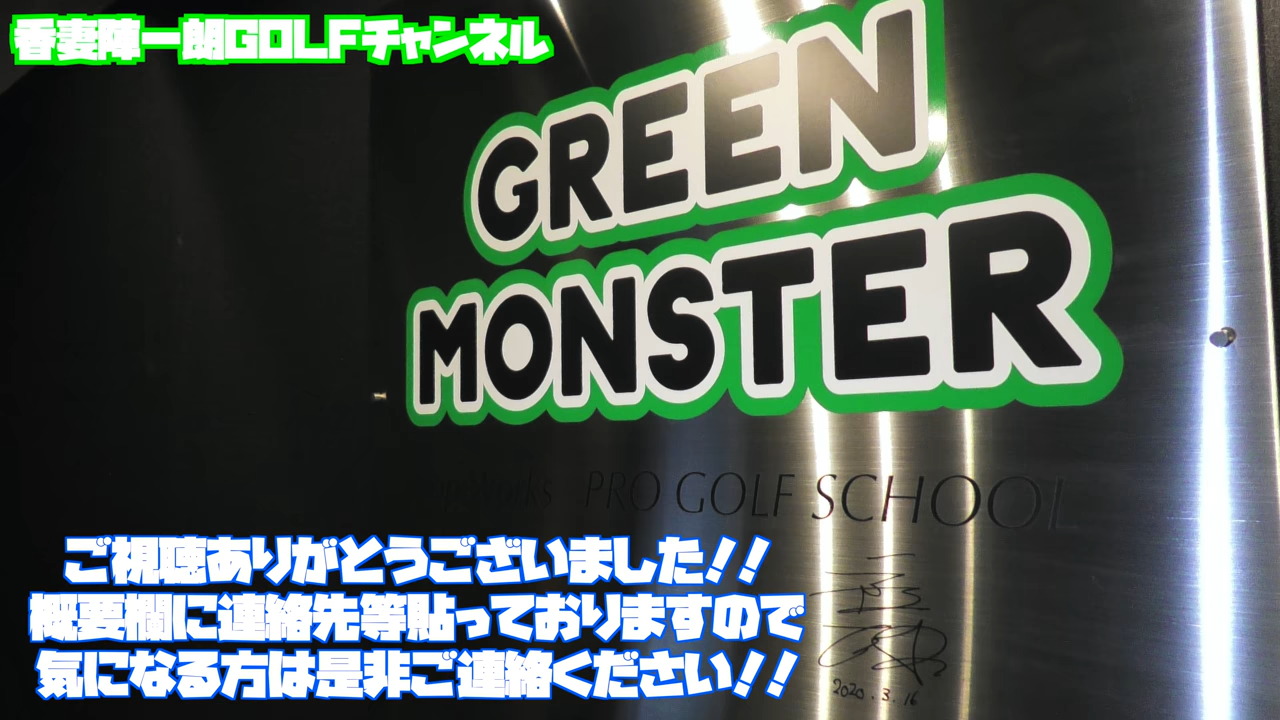 香妻陣一朗GOLFチャンネル
GREEN
MONSTER
PRO GOLF SCHOOL
2020.3.16
ご視聴ありがとうございました!!
概要欄に連絡先等貼っておりますので
気になる方は是非ご連絡ください!!